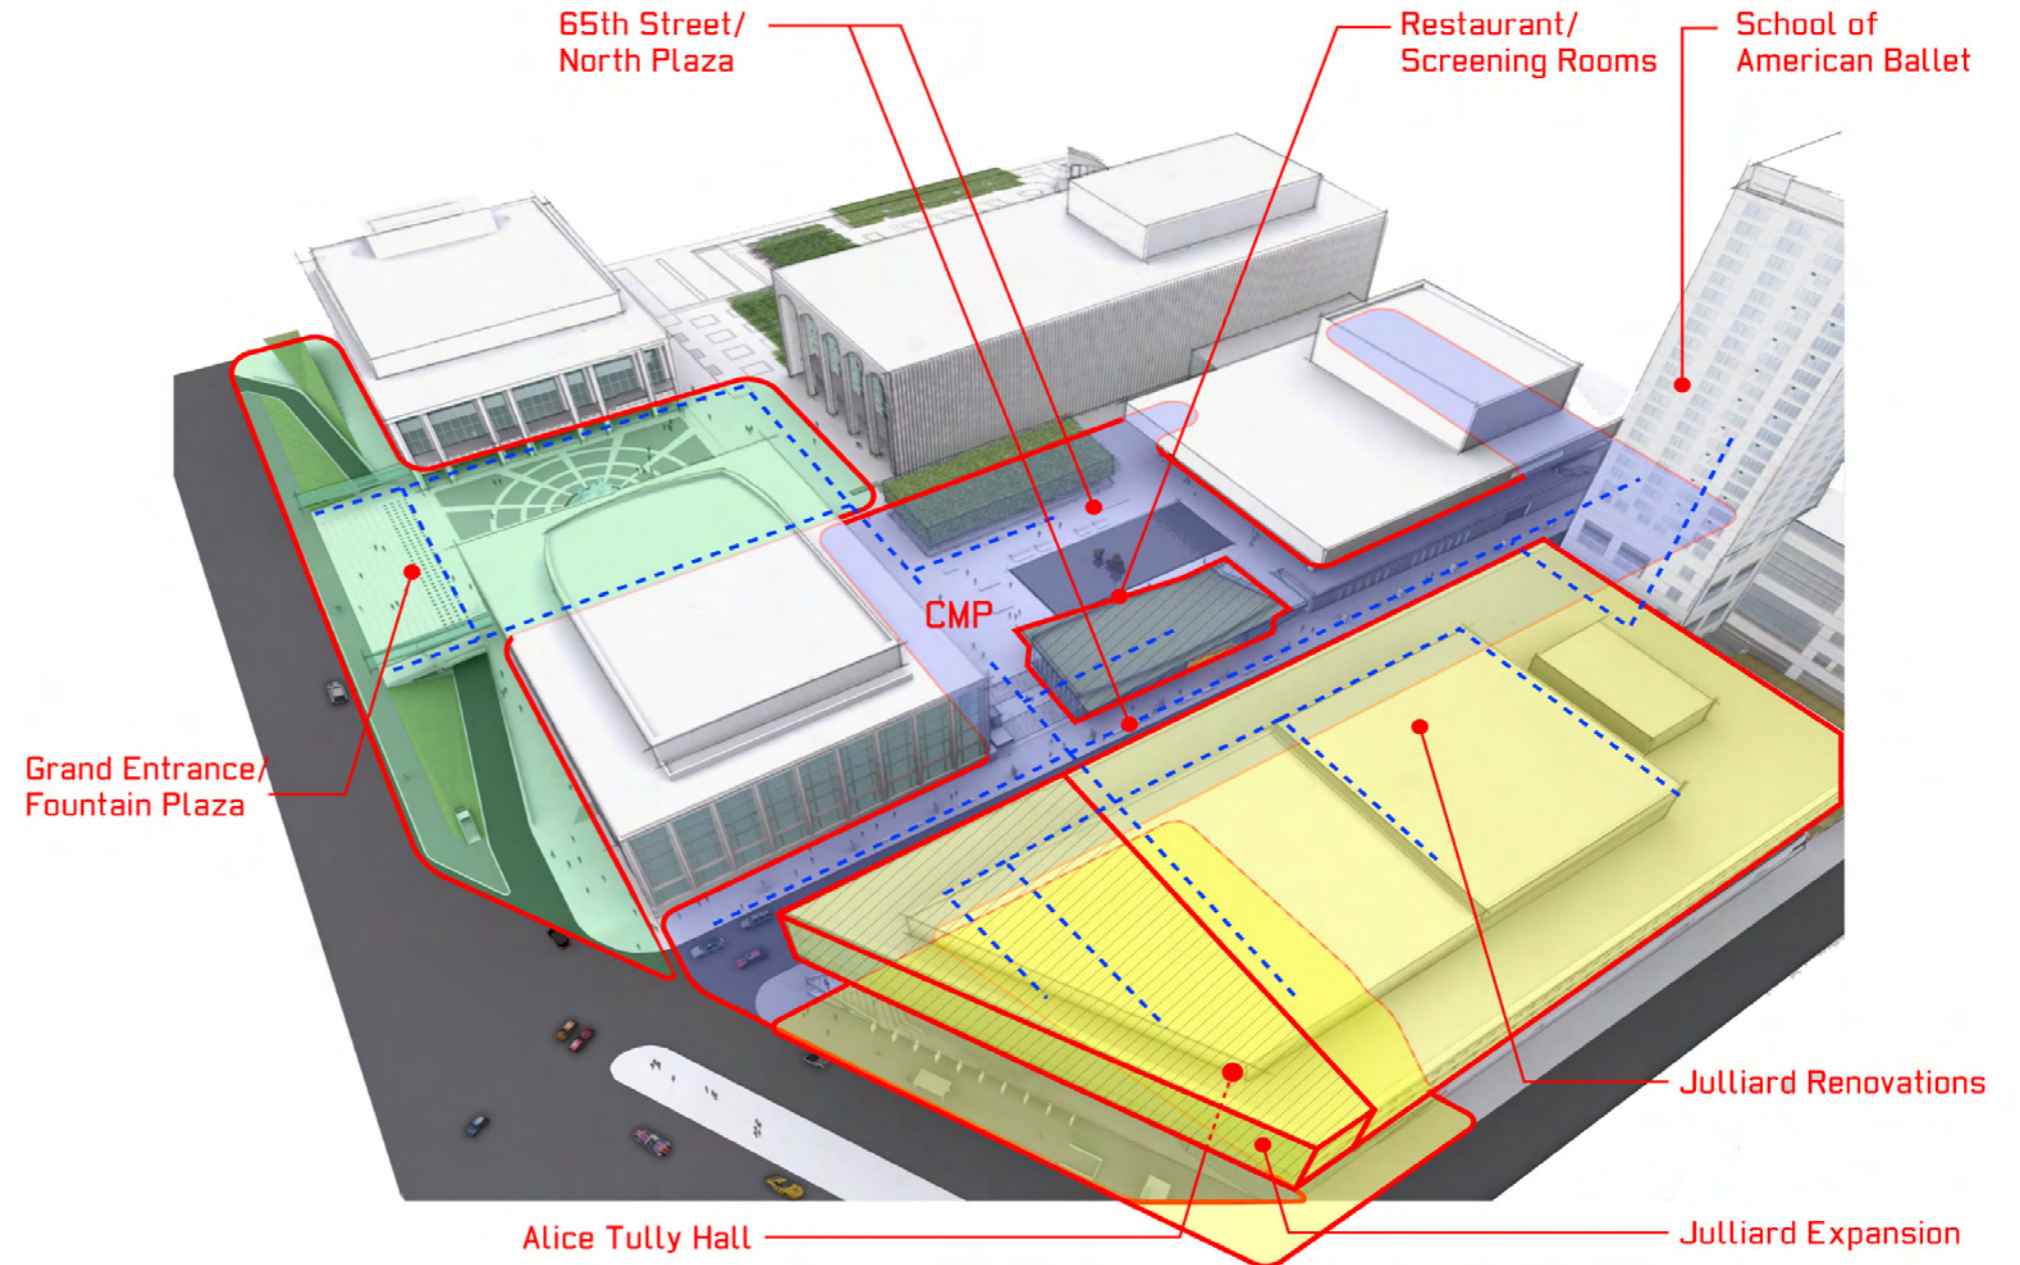 65th Street/
North Plaza
Restaurant/
Screening Rooms
School of
American Ballet
CMP
Grand Entrance/
Fountain Plaza
Julliard Renovations
Alice Tully Hall
Julliard Expansion